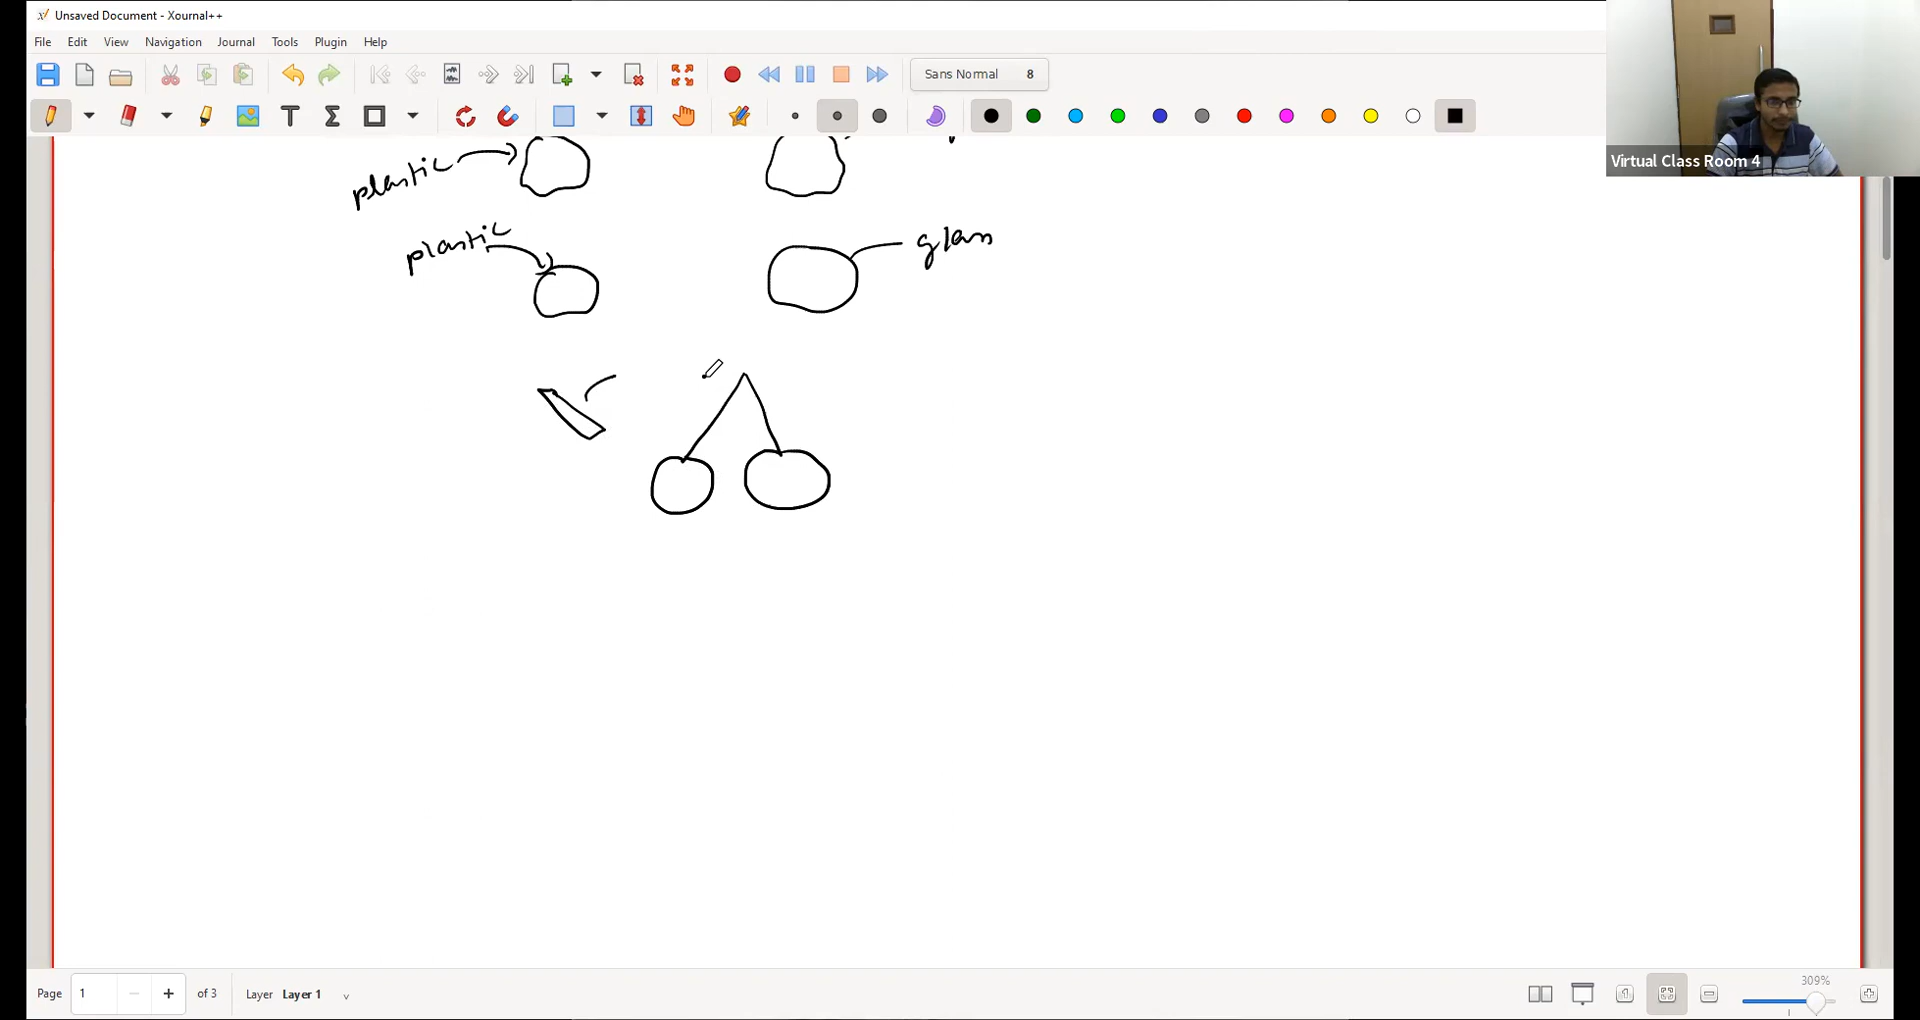 Unsaved Document - Xournal++
File Edit View Navigation Journal Tools Plugin Help
Sans Normal 8
Virtual Class Room 4
plastic
plastic
glass
Page 1 of 3 Layer Layer 1
309%